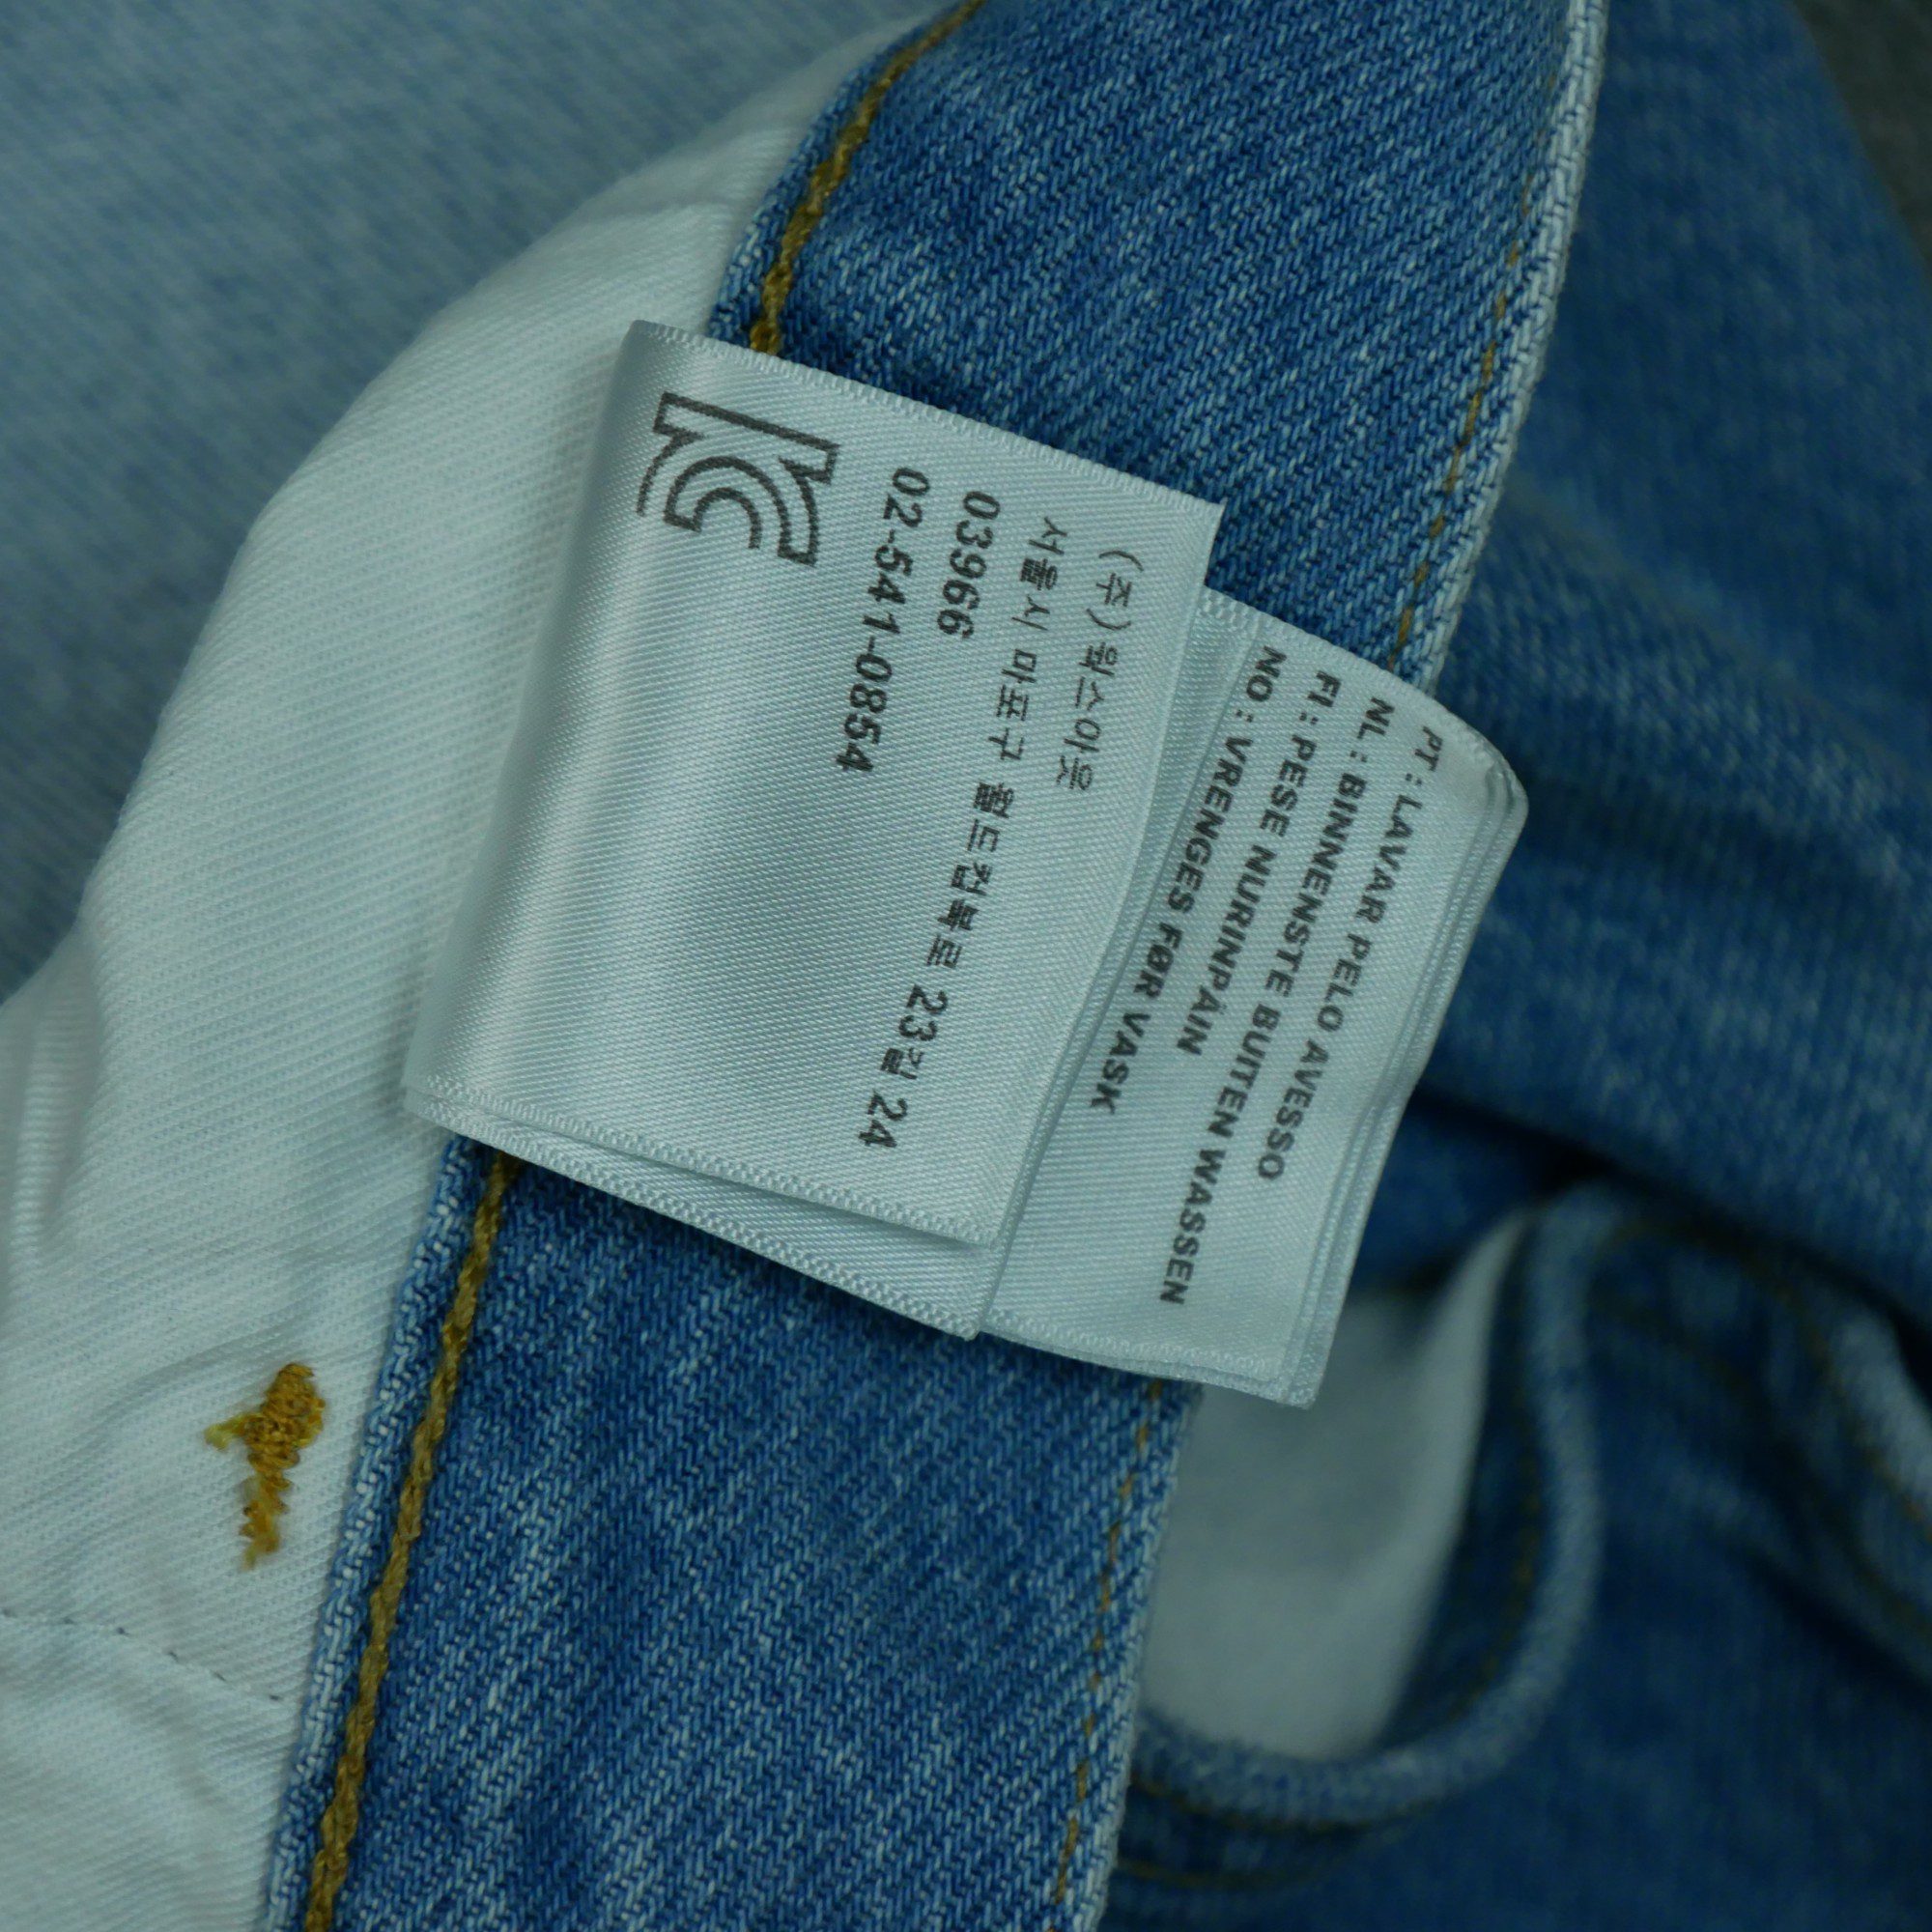 (주)웍스아웃
서울시 마포구 월드컵북로 23길 24
03966
02-541-0854
PT : LAVAR PELO AVESSO
NL : BINNENSTE BUITEN WASSEN
FI : PESE NURINPÄIN
NO : VRENGES FØR VASK